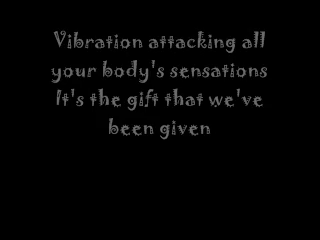 Vibration attacking all
your body's sensations
It's the gift that we've
been given